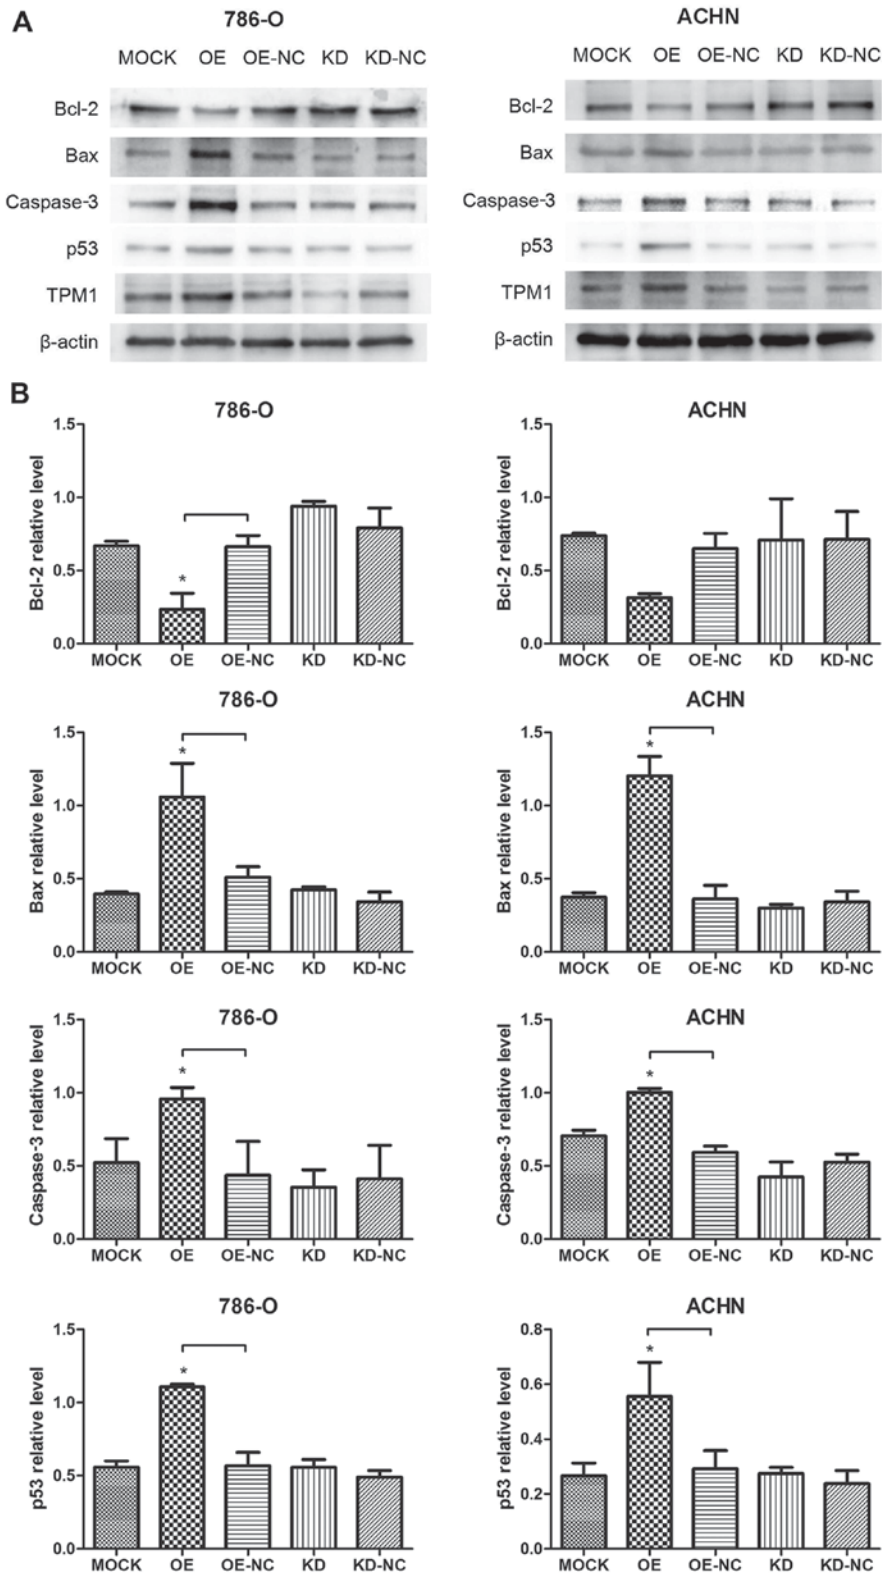 A
786-O
ACHN
MOCK OE OE-NC KD KD-NC
MOCK OE OE-NC KD KD-NC
Bcl-2
Bax
Caspase-3
p53
TPM1
β-actin
Bcl-2
Bax
Caspase-3
p53
TPM1
β-actin
B
786-O
Bcl-2 relative level
1.5
1.0
0.5
0.0
*
MOCK OE OE-NC KD KD-NC
ACHN
Bcl-2 relative level
1.5
1.0
0.5
0.0
MOCK OE OE-NC KD KD-NC
786-O
Bax relative level
1.5
1.0
0.5
0.0
*
MOCK OE OE-NC KD KD-NC
ACHN
Bax relative level
1.5
1.0
0.5
0.0
*
MOCK OE OE-NC KD KD-NC
786-O
Caspase-3 relative level
1.5
1.0
0.5
0.0
*
MOCK OE OE-NC KD KD-NC
ACHN
Caspase-3 relative level
1.5
1.0
0.5
0.0
*
MOCK OE OE-NC KD KD-NC
786-O
p53 relative level
1.5
1.0
0.5
0.0
*
MOCK OE OE-NC KD KD-NC
ACHN
p53 relative level
0.8
0.6
0.4
0.2
0.0
*
MOCK OE OE-NC KD KD-NC